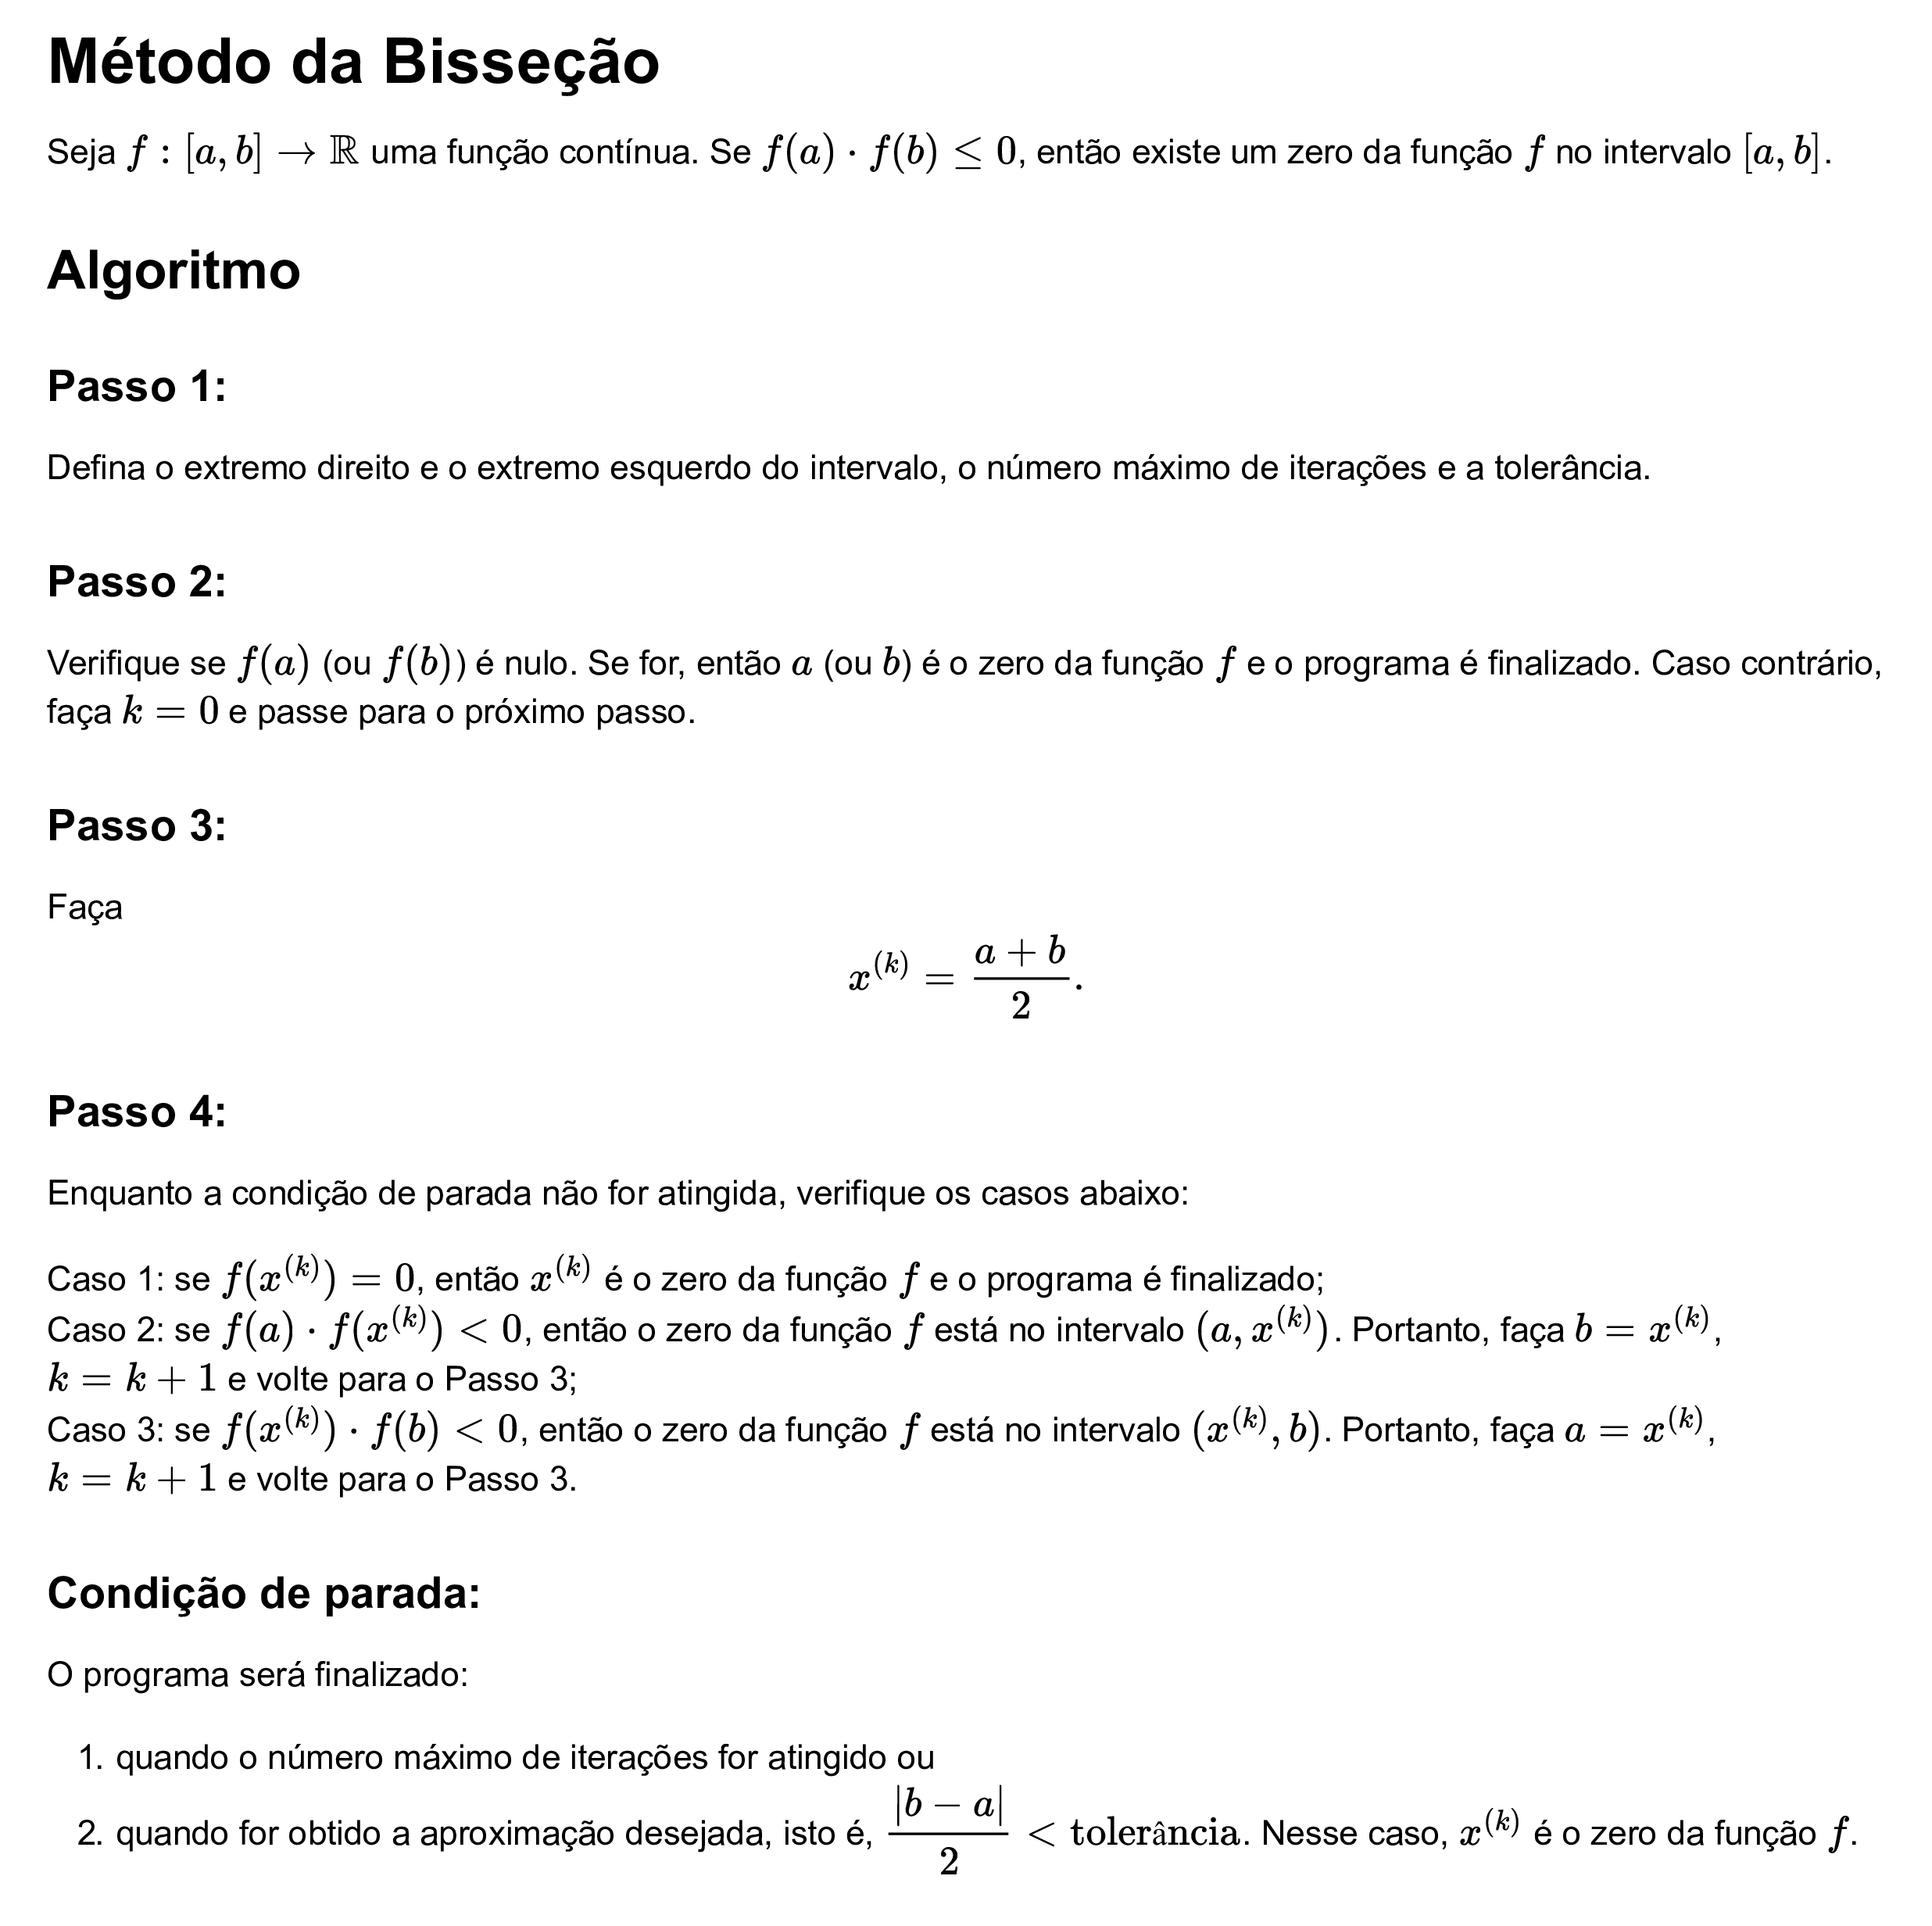 Método da Bisseção
Seja f : [a, b] → ℝ uma função contínua. Se f(a) · f(b) ≤ 0, então existe um zero da função f no intervalo [a, b].
Algoritmo
Passo 1:
Defina o extremo direito e o extremo esquerdo do intervalo, o número máximo de iterações e a tolerância.
Passo 2:
Verifique se f(a) (ou f(b)) é nulo. Se for, então a (ou b) é o zero da função f e o programa é finalizado. Caso contrário,
faça k = 0 e passe para o próximo passo.
Passo 3:
Faça
x^{(k)} = \frac{a + b}{2}.
Passo 4:
Enquanto a condição de parada não for atingida, verifique os casos abaixo:
Caso 1: se f(x^{(k)}) = 0, então x^{(k)} é o zero da função f e o programa é finalizado;
Caso 2: se f(a) · f(x^{(k)}) < 0, então o zero da função f está no intervalo (a, x^{(k)}). Portanto, faça b = x^{(k)},
k = k + 1 e volte para o Passo 3;
Caso 3: se f(x^{(k)}) · f(b) < 0, então o zero da função f está no intervalo (x^{(k)}, b). Portanto, faça a = x^{(k)},
k = k + 1 e volte para o Passo 3.
Condição de parada:
O programa será finalizado:
1. quando o número máximo de iterações for atingido ou
2. quando for obtido a aproximação desejada, isto é, \frac{|b − a|}{2} < tolerância. Nesse caso, x^{(k)} é o zero da função f.